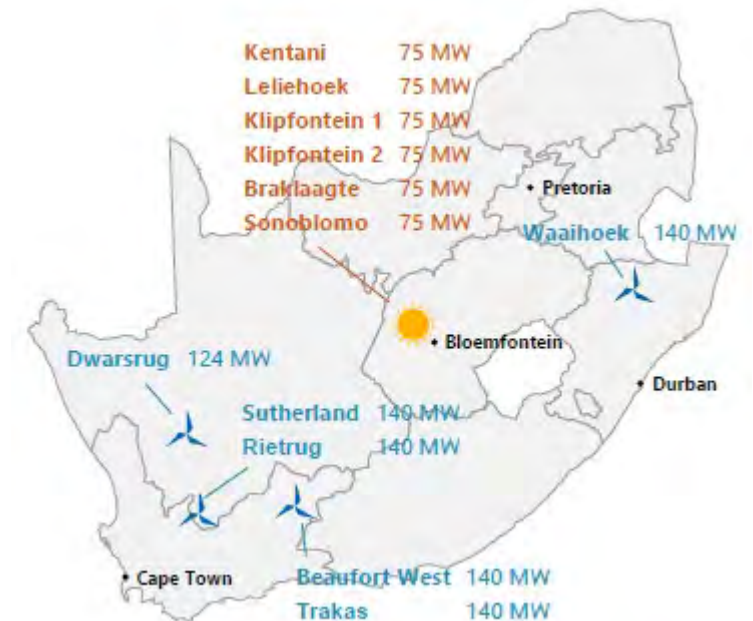 Kentani 75 MW
Leliehoek 75 MW
Klipfontein 1 75 MW
Klipfontein 2 75 MW
Braklaagte 75 MW
Sonoblomo 75 MW
Pretoria
Waaihoek 140 MW
Bloemfontein
Dwarsrug 124 MW
Durban
Sutherland 140 MW
Rietrug 140 MW
Cape Town
Beaufort West 140 MW
Trakas 140 MW